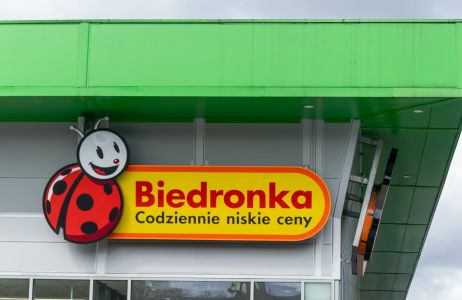 Biedronka
Codziennie niskie ceny